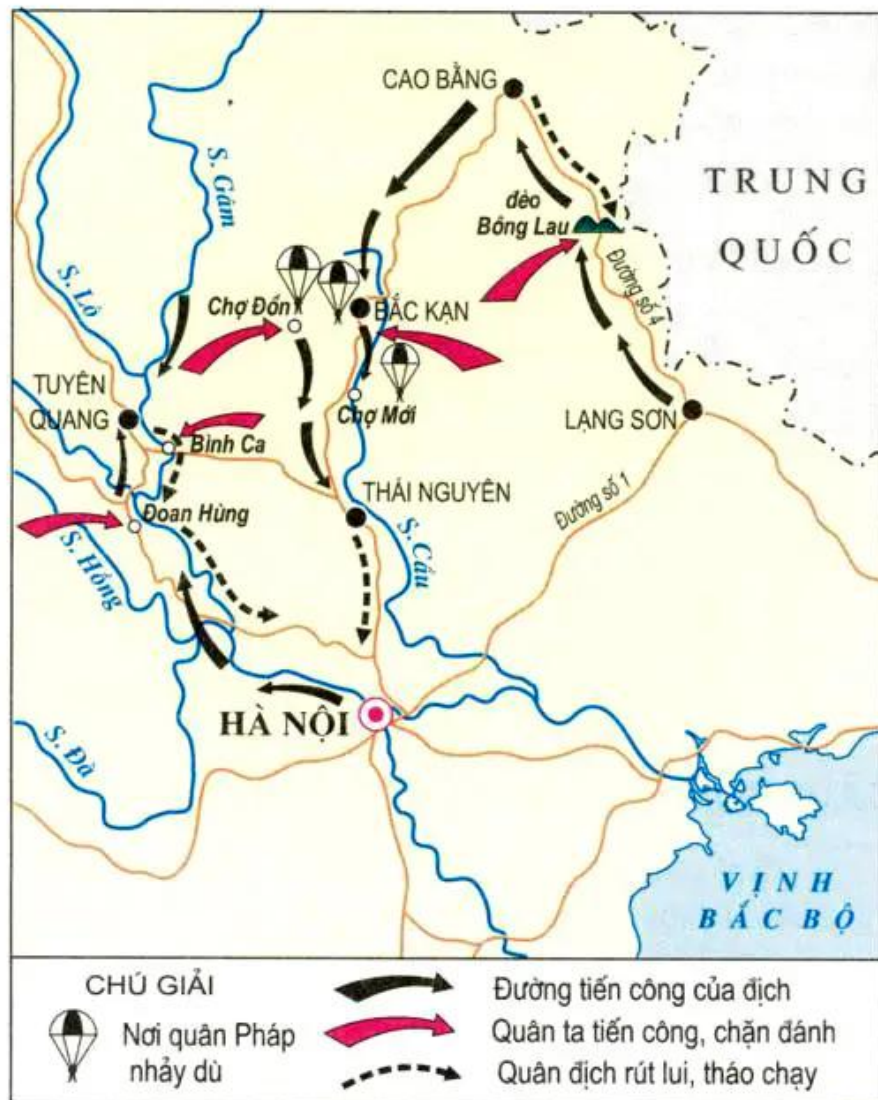 CAO BẰNG
TRUNG
QUỐC
S. Gâm
đèo
Bông Lau
Đường số 4
S. Lô
Chợ Đồn
BẮC KẠN
TUYÊN
QUANG
Chợ Mới
LẠNG SƠN
Bình Ca
THÁI NGUYÊN
Đường số 1
Đoan Hùng
S. Hồng
S. Cầu
HÀ NỘI
S. Đà
VỊNH
BẮC BỘ
CHÚ GIẢI
Nơi quân Pháp
nhảy dù
Đường tiến công của địch
Quân ta tiến công, chặn đánh
Quân địch rút lui, tháo chạy